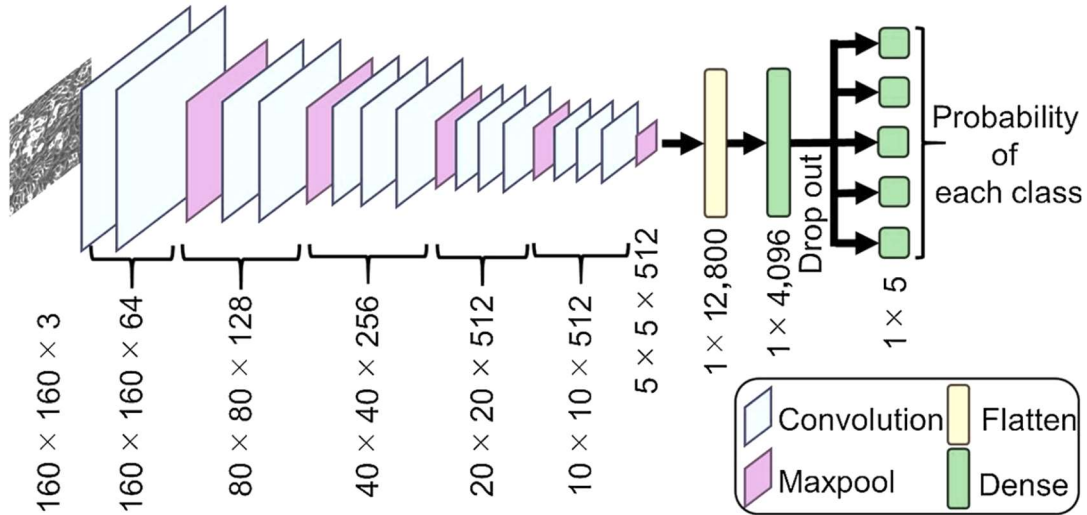 160 × 160 × 3
160 × 160 × 64
80 × 80 × 128
40 × 40 × 256
20 × 20 × 512
10 × 10 × 512
5 × 5 × 512
1 × 12,800
1 × 4,096
Drop out
1 × 5
Probability
of
each class
Convolution
Flatten
Maxpool
Dense